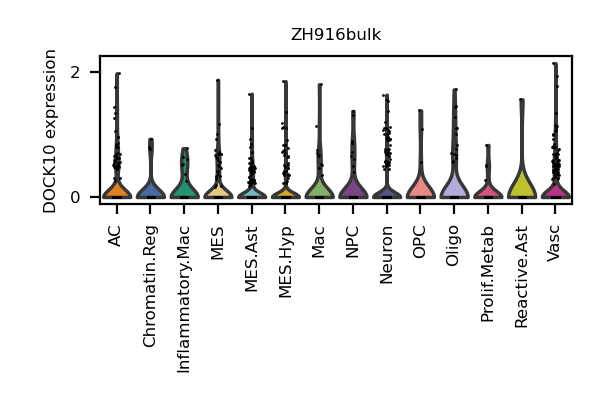 ZH916bulk
DOCK10 expression
2
0
AC
Chromatin.Reg
Inflammatory.Mac
MES
MES.Ast
MES.Hyp
Mac
NPC
Neuron
OPC
Oligo
Prolif.Metab
Reactive.Ast
Vasc